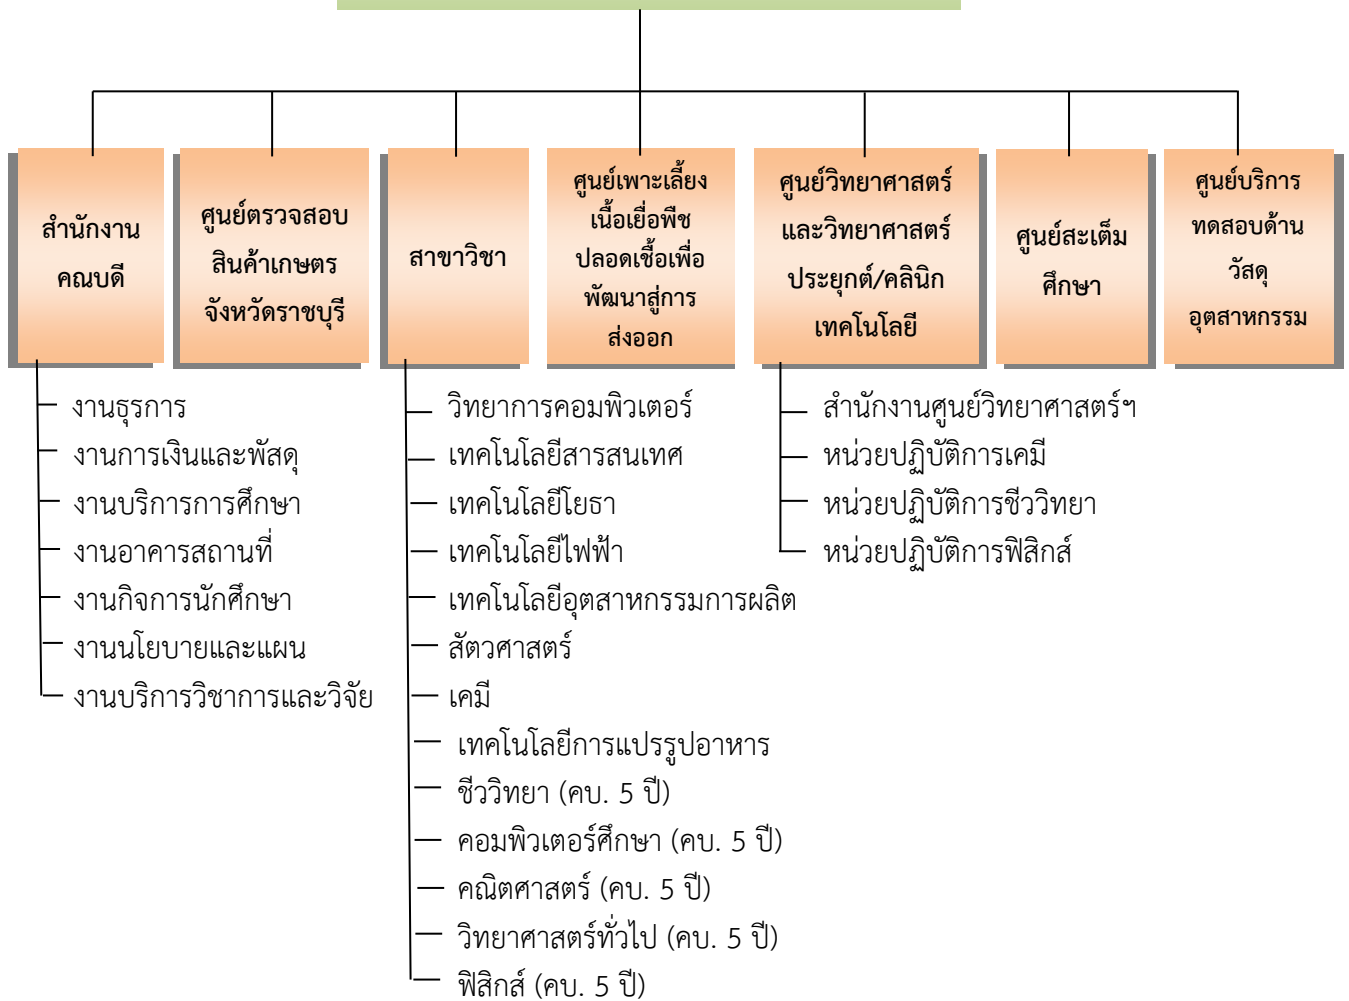 สำนักงาน
คณบดี
ศูนย์ตรวจสอบ
สินค้าเกษตร
จังหวัดราชบุรี
สาขาวิชา
ศูนย์เพาะเลี้ยง
เนื้อเยื่อพืช
ปลอดเชื้อเพื่อ
พัฒนาสู่การ
ส่งออก
ศูนย์วิทยาศาสตร์
และวิทยาศาสตร์
ประยุกต์/คลินิก
เทคโนโลยี
ศูนย์สะเต็ม
ศึกษา
ศูนย์บริการ
ทดสอบด้าน
วัสดุ
อุตสาหกรรม
งานธุรการ
งานการเงินและพัสดุ
งานบริการการศึกษา
งานอาคารสถานที่
งานกิจการนักศึกษา
งานนโยบายและแผน
งานบริการวิชาการและวิจัย
วิทยาการคอมพิวเตอร์
เทคโนโลยีสารสนเทศ
เทคโนโลยีโยธา
เทคโนโลยีไฟฟ้า
เทคโนโลยีอุตสาหกรรมการผลิต
สัตวศาสตร์
เคมี
เทคโนโลยีการแปรรูปอาหาร
ชีววิทยา (คบ. 5 ปี)
คอมพิวเตอร์ศึกษา (คบ. 5 ปี)
คณิตศาสตร์ (คบ. 5 ปี)
วิทยาศาสตร์ทั่วไป (คบ. 5 ปี)
ฟิสิกส์ (คบ. 5 ปี)
สำนักงานศูนย์วิทยาศาสตร์ฯ
หน่วยปฏิบัติการเคมี
หน่วยปฏิบัติการชีววิทยา
หน่วยปฏิบัติการฟิสิกส์